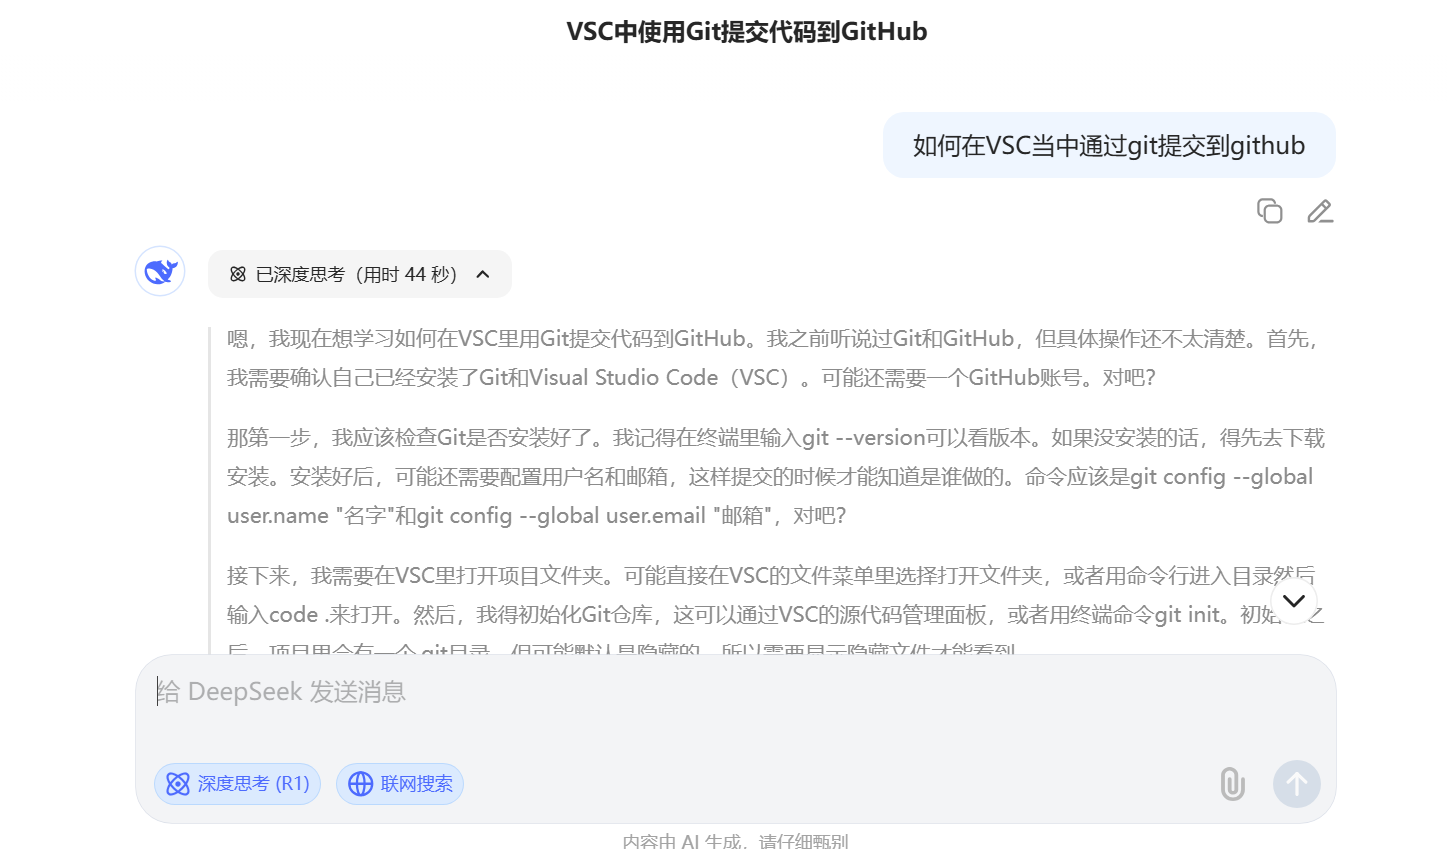 VSC中使用Git提交代码到GitHub
如何在VSC当中通过git提交到github
已深度思考（用时 44 秒）
嗯，我现在想学习如何在VSC里用Git提交代码到GitHub。我之前听说过Git和GitHub，但具体操作还不太清楚。首先，
我需要确认自己已经安装了Git和Visual Studio Code（VSC）。可能还需要一个GitHub账号。对吧？
那第一步，我应该检查Git是否安装好了。我记得在终端里输入git --version可以看版本。如果没安装的话，得先去下载
安装。安装好后，可能还需要配置用户名和邮箱，这样提交的时候才能知道是谁做的。命令应该是git config --global
user.name "名字"和git config --global user.email "邮箱"，对吧？
接下来，我需要在VSC里打开项目文件夹。可能直接在VSC的文件菜单里选择打开文件夹，或者用命令行进入目录然后
输入code .来打开。然后，我得初始化Git仓库，这可以通过VSC的源代码管理面板，或者用终端命令git init。初始 之
后，项目里会有一个.git目录，但可能默认是隐藏的，所以需要显示隐藏文件才能看到。
给 DeepSeek 发送消息
深度思考 (R1)
联网搜索
内容由 AI 生成，请仔细甄别